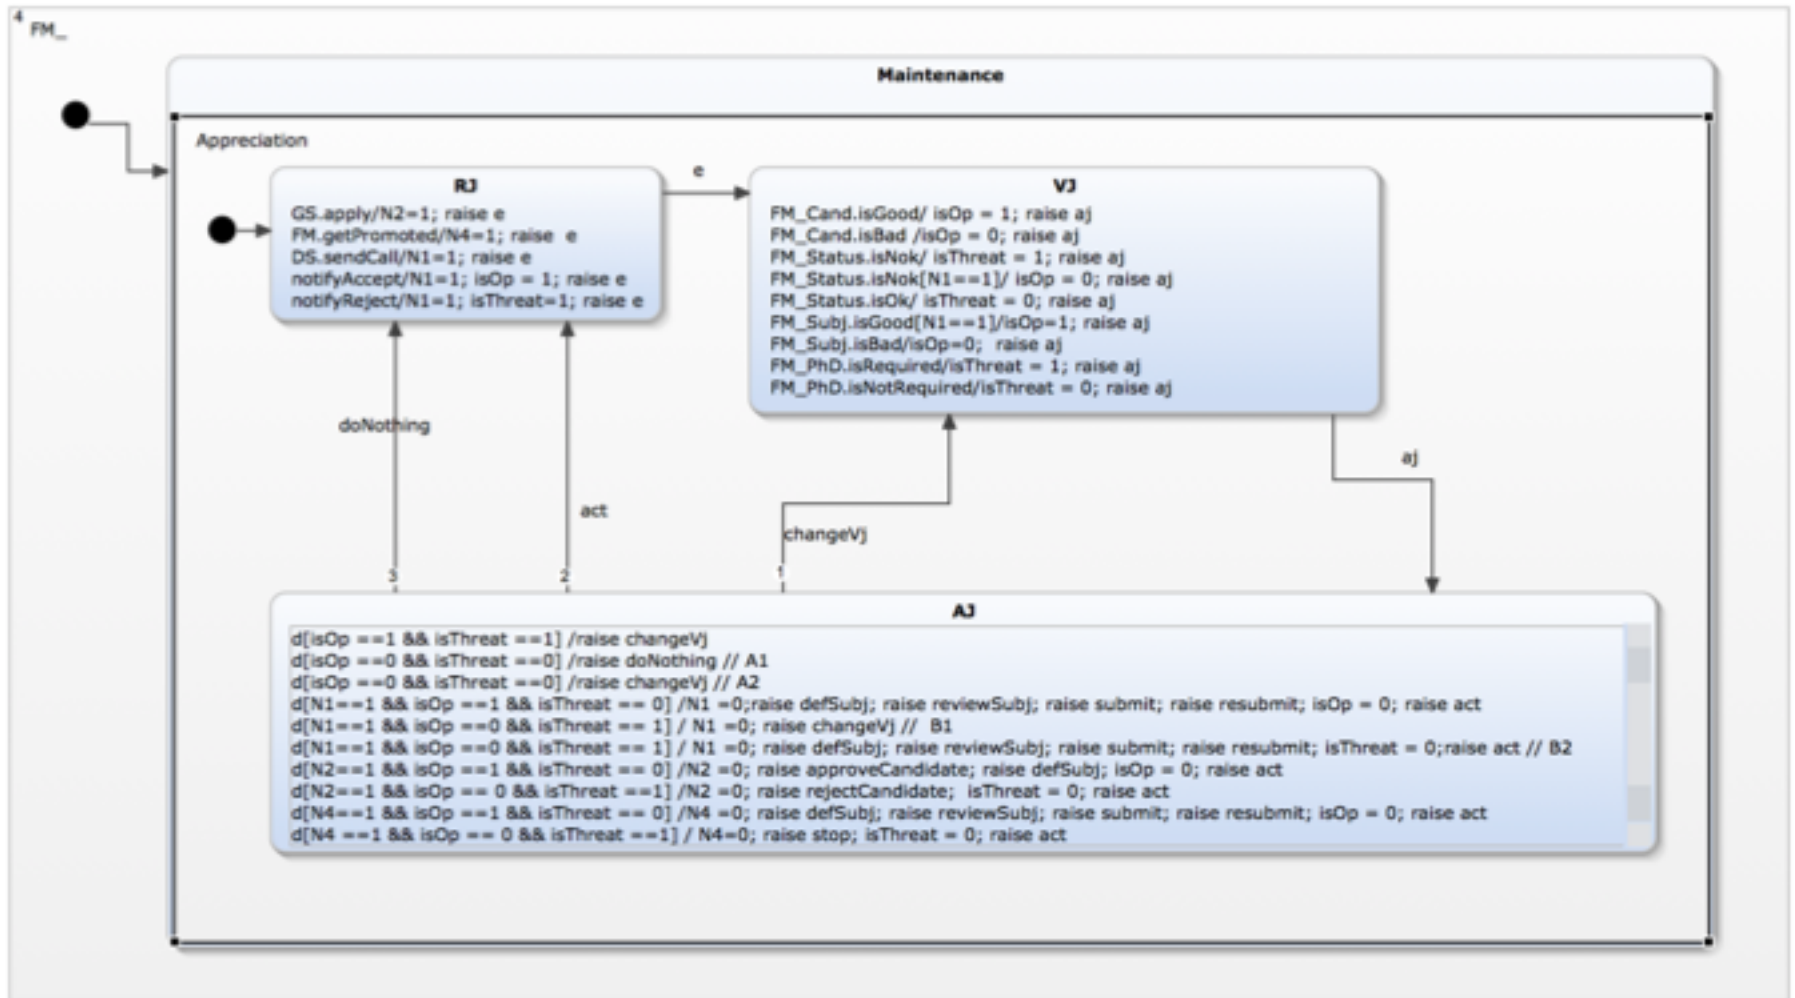 4
FM_
Maintenance
Appreciation
RJ
GS.apply/N2=1; raise e
FM.getPromoted/N4=1; raise  e
DS.sendCall/N1=1; raise e
notifyAccept/N1=1; isOp = 1; raise e
notifyReject/N1=1; isThreat=1; raise e
e
VJ
FM_Cand.isGood/ isOp = 1; raise aj
FM_Cand.isBad /isOp = 0; raise aj
FM_Status.isNok/ isThreat = 1; raise aj
FM_Status.isNok[N1==1]/ isOp = 0; raise aj
FM_Status.isOk/ isThreat = 0; raise aj
FM_Subj.isGood[N1==1]/isOp=1; raise aj
FM_Subj.isBad/isOp=0;  raise aj
FM_PhD.isRequired/isThreat = 1; raise aj
FM_PhD.isNotRequired/isThreat = 0; raise aj
doNothing
act
changeVj
aj
3
2
1
AJ
d[isOp ==1 && isThreat ==1] /raise changeVj
d[isOp ==0 && isThreat ==0] /raise doNothing // A1
d[isOp ==0 && isThreat ==0] /raise changeVj // A2
d[N1==1 && isOp ==1 && isThreat == 0] /N1 =0;raise defSubj; raise reviewSubj; raise submit; raise resubmit; isOp = 0; raise act
d[N1==1 && isOp ==0 && isThreat == 1] / N1 =0; raise changeVj //  B1
d[N1==1 && isOp ==0 && isThreat == 1] / N1 =0; raise defSubj; raise reviewSubj; raise submit; raise resubmit; isThreat = 0;raise act // B2
d[N2==1 && isOp ==1 && isThreat == 0] /N2 =0; raise approveCandidate; raise defSubj; isOp = 0; raise act
d[N2==1 && isOp == 0 && isThreat ==1] /N2 =0; raise rejectCandidate;  isThreat = 0; raise act
d[N4==1 && isOp ==1 && isThreat == 0] /N4 =0; raise defSubj; raise reviewSubj; raise submit; raise resubmit; isOp = 0; raise act
d[N4 ==1 && isOp == 0 && isThreat ==1] / N4=0; raise stop; isThreat = 0; raise act